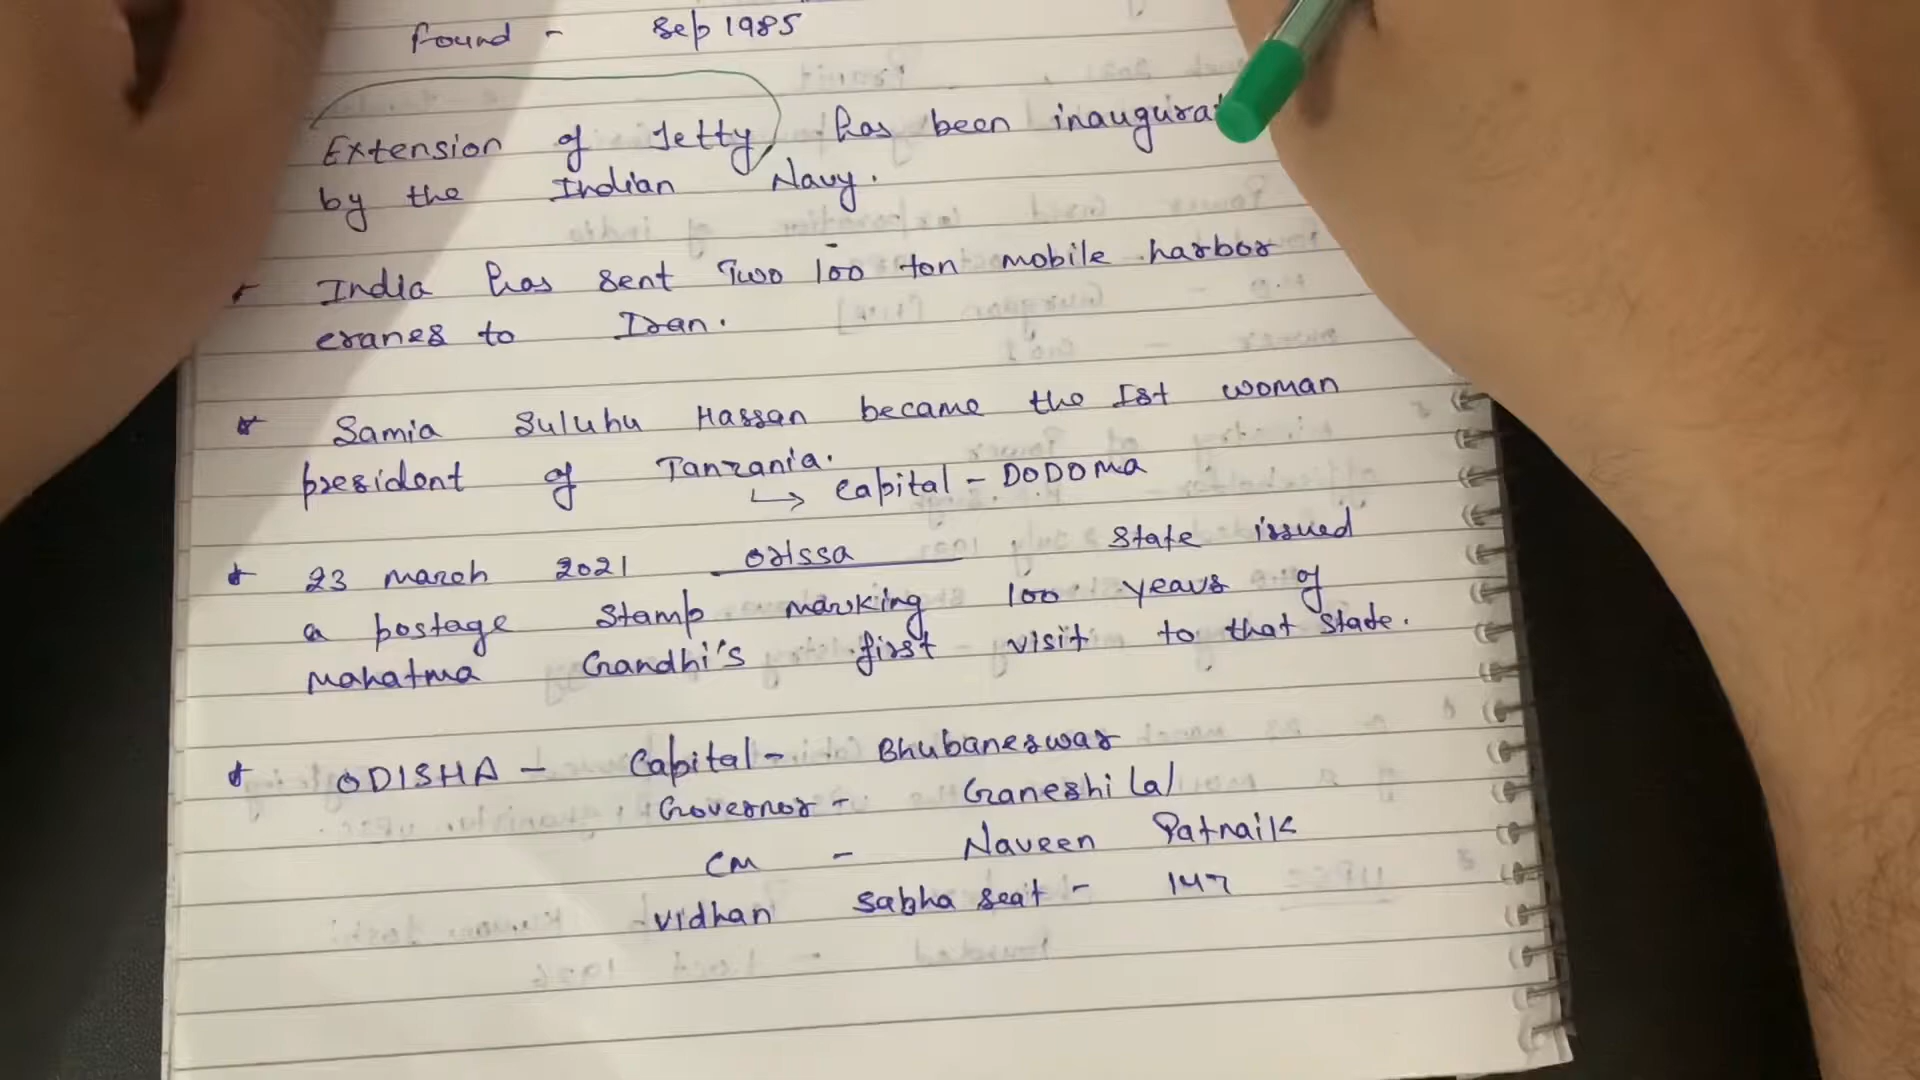 found - Sep 1985
Extension of Jetty has been inaugurat
by the Indian Navy.
India has sent Two 100 ton mobile harbor
cranes to Iran.
* Samia Suluhu Hassan became the Ist woman
president of Tanzania.
↳ capital - DODOMA
* 23 march 2021 orissa State issued
a postage Stamp marking 100 years of
Mahatma Gandhi's first visit to that state.
* ODISHA - Capital - Bhubaneswar
Governor - Ganeshi Lal
CM - Naveen Patnaik
Vidhan Sabha seat - 147